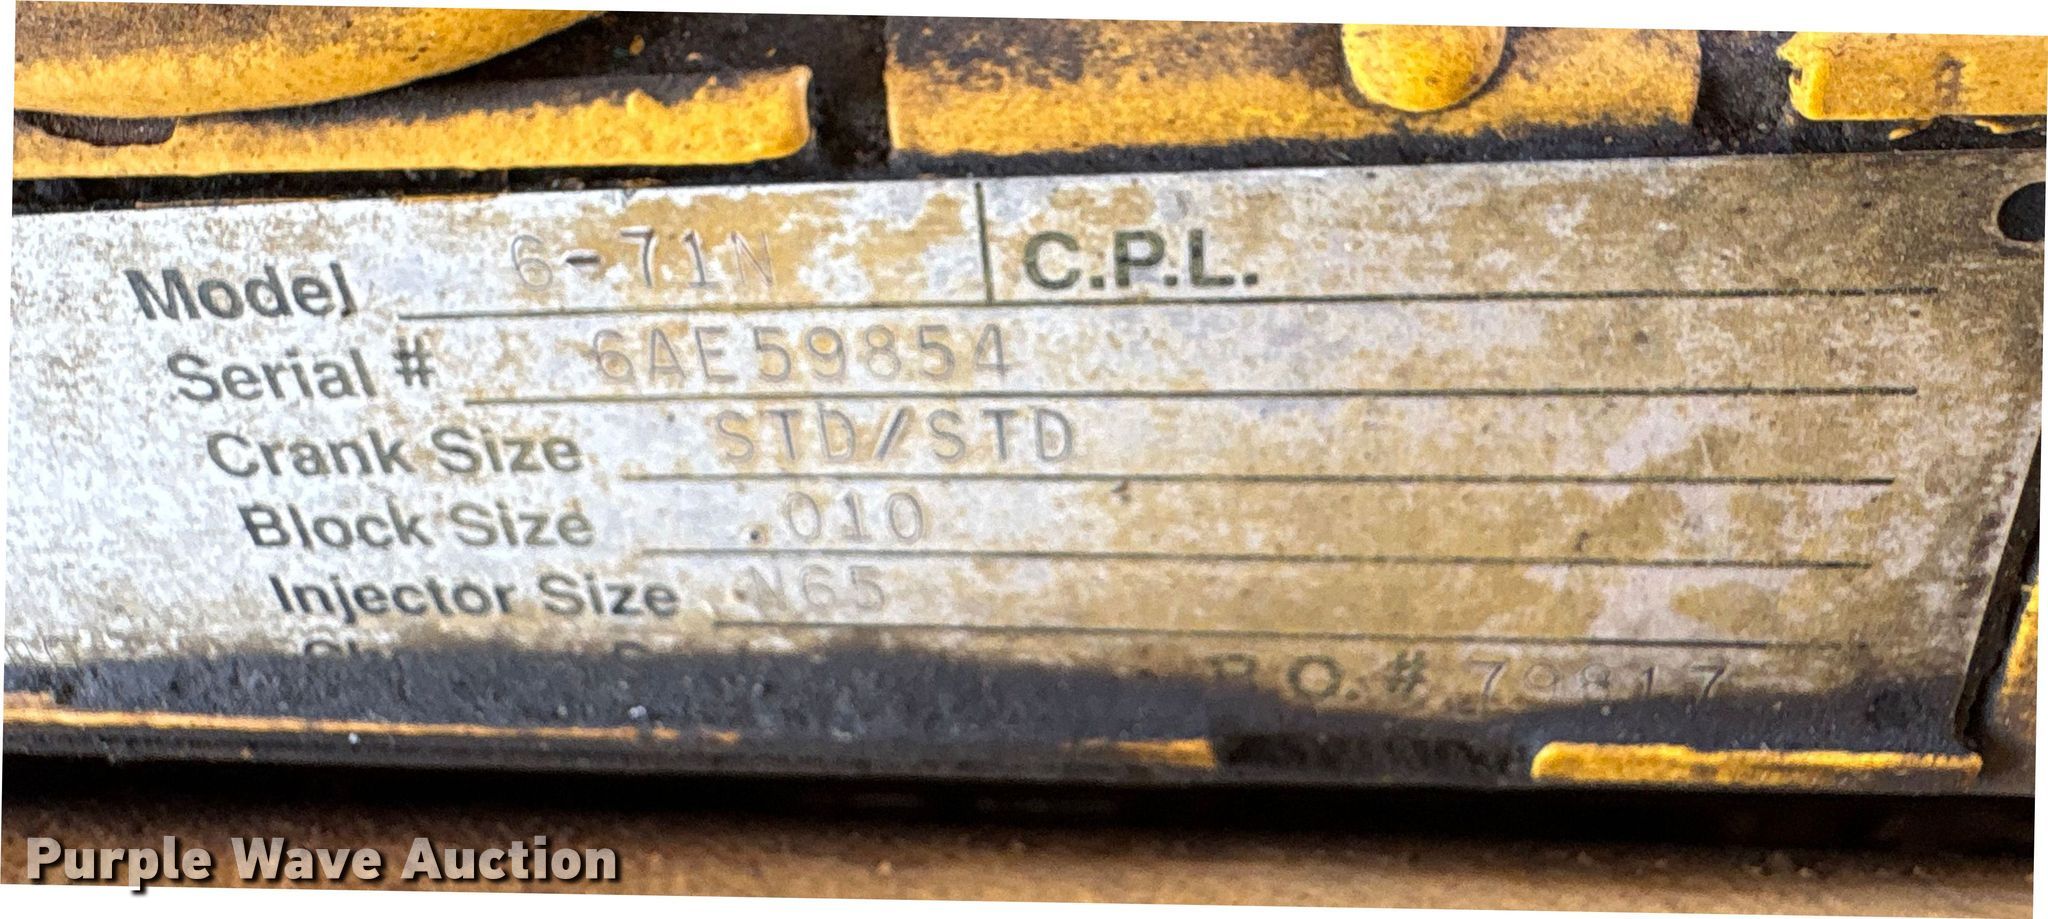 Model 6-71N C.P.L.
Serial # 6AE59854
Crank Size STD/STD
Block Size .010
Injector Size N65
R.O. # 79817
Purple Wave Auction